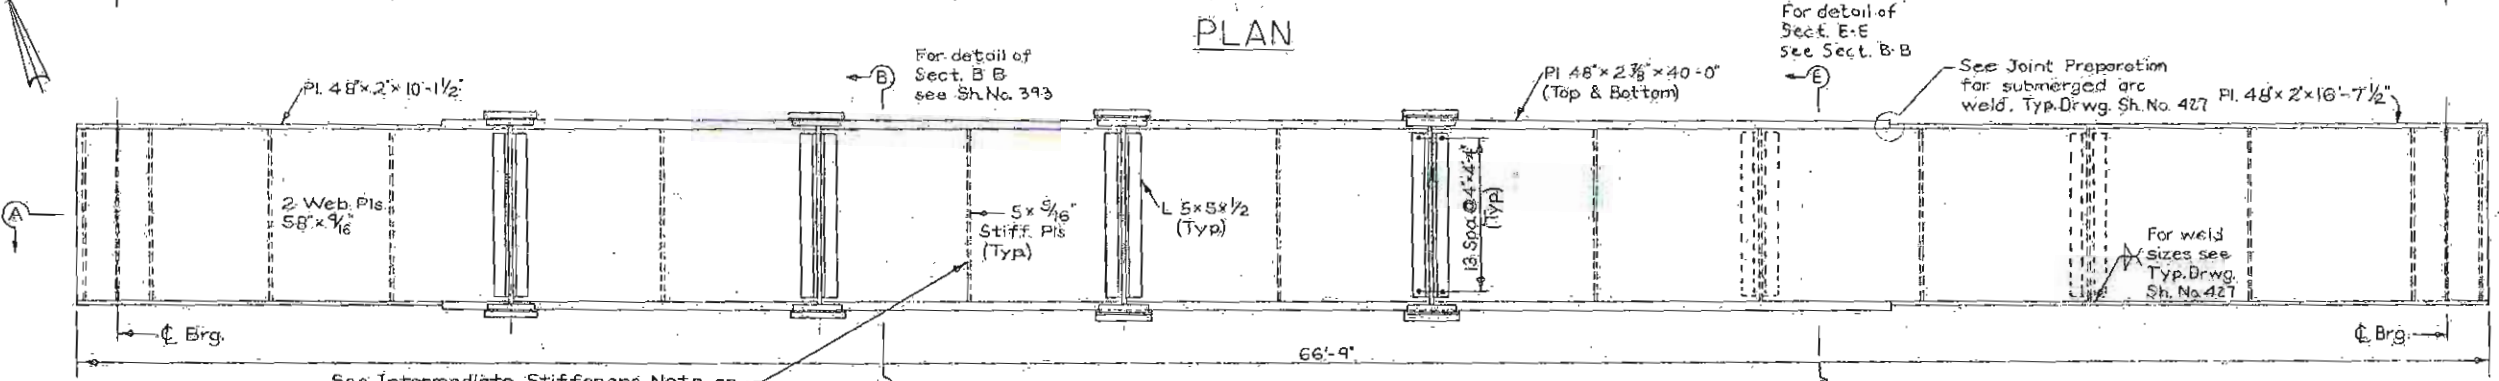 PLAN
For detail of
Sect. E-E
see Sect. B-B
For detail of
Sect. B B
see Sh. No. 393
B
E
Pl. 48"x 2"x 10'-1½"
Pl 48"x 2⅞"x 40'-0"
(Top & Bottom)
See Joint Preparation
for submerged arc
weld. Typ. Drwg. Sh. No. 427
Pl. 48"x 2"x 16'-7½"
A
2 Web Pls.
58"x 9/16"
5 x 5/16"
Stiff. Pls
(Typ.)
L 5x5x½
(Typ)
13 Spa @ 4"=4'-4"
(Typ)
For weld
sizes see
Typ. Drwg.
Sh. No. 427
℄ Brg.
℄ Brg.
66'-9"
See Intermediate Stiffeners Note on